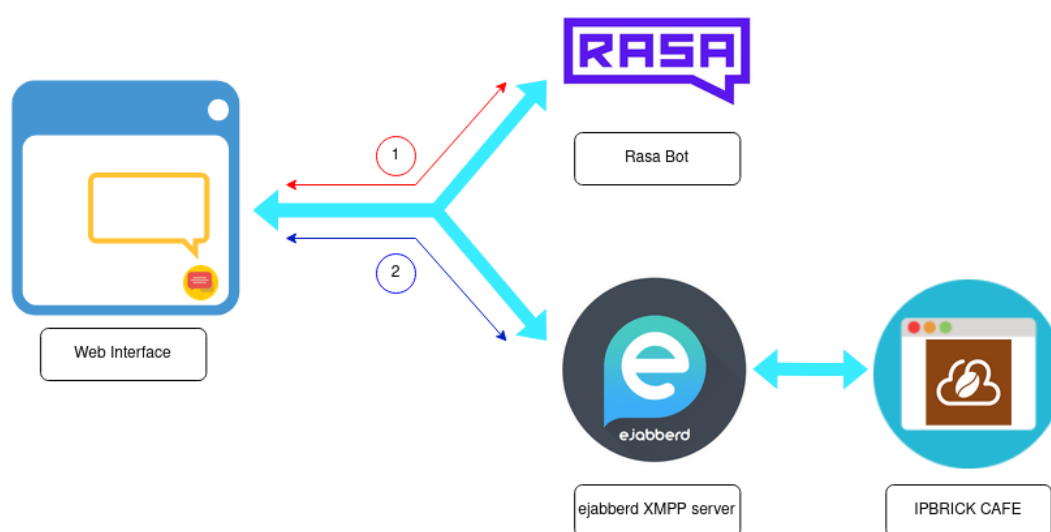 RASA
1
Rasa Bot
2
Web Interface
ejabberd
ejabberd XMPP server
IPBRICK CAFE